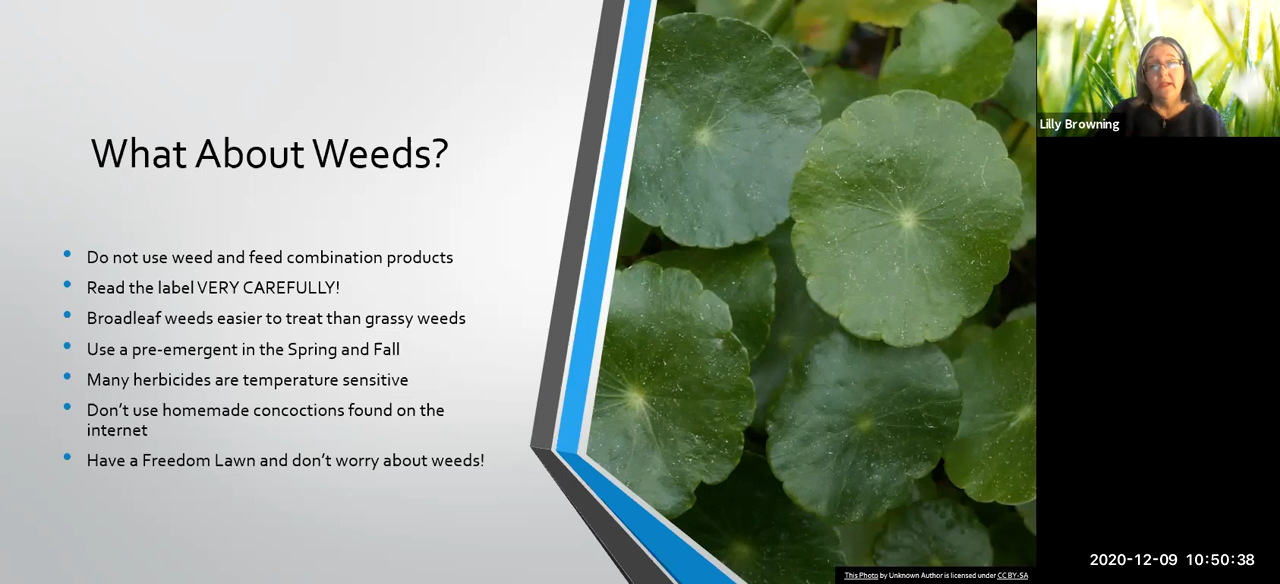 What About Weeds?
Do not use weed and feed combination products
Read the label VERY CAREFULLY!
Broadleaf weeds easier to treat than grassy weeds
Use a pre-emergent in the Spring and Fall
Many herbicides are temperature sensitive
Don't use homemade concoctions found on the
internet
Have a Freedom Lawn and don't worry about weeds!
This Photo by Unknown Author is licensed under CC BY-SA
Lilly Browning
2020-12-09 10:50:38